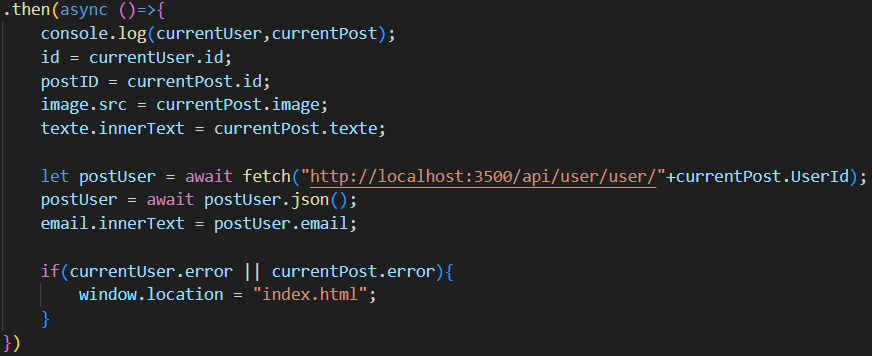 .then(async ()=>{
    console.log(currentUser,currentPost);
    id = currentUser.id;
    postID = currentPost.id;
    image.src = currentPost.image;
    texte.innerText = currentPost.texte;

    let postUser = await fetch("http://localhost:3500/api/user/user/"+currentPost.UserId);
    postUser = await postUser.json();
    email.innerText = postUser.email;

    if(currentUser.error || currentPost.error){
        window.location = "index.html";
    }
})